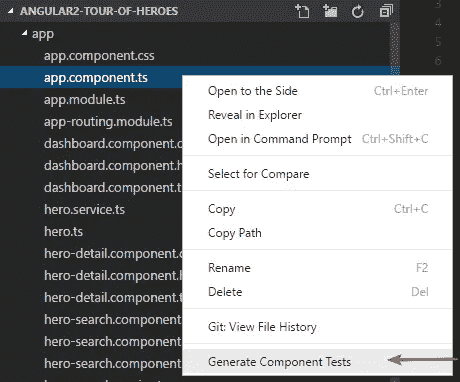 ANGULAR2-TOUR-OF-HEROES
app
app.component.css
app.component.ts
app.module.ts
app-routing.module.ts
dashboard.component.c
dashboard.component.h
dashboard.component.t
hero.service.ts
hero.ts
hero-detail.component.c
hero-detail.component.h
hero-detail.component.t
hero-search.component
hero-search.component
hero-search.component
Open to the Side Ctrl+Enter
Reveal in Explorer
Open in Command Prompt Ctrl+Shift+C
Select for Compare
Copy Ctrl+C
Copy Path
Rename F2
Delete Del
Git: View File History
Generate Component Tests
3
4
5
6